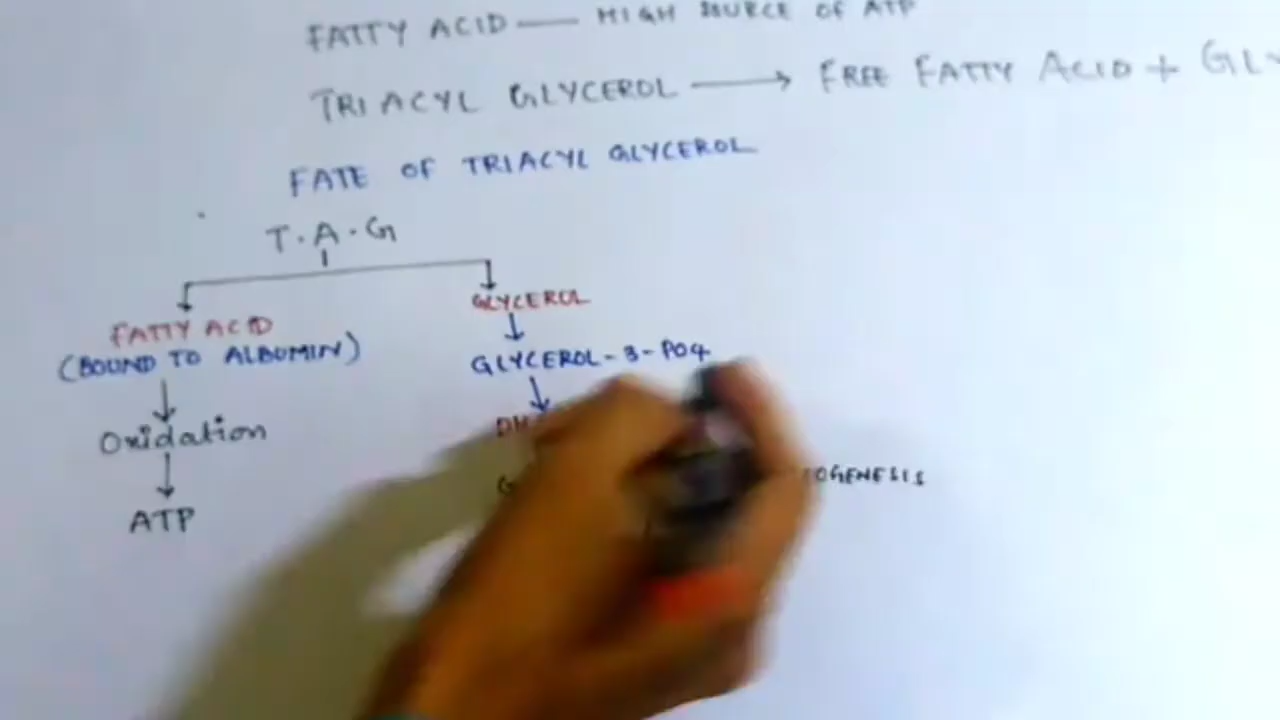 FATTY ACID — HIGH SOURCE OF ATP
TRIACYL GLYCEROL → FREE FATTY ACID +
FATE OF TRIACYL GLYCEROL
T.A.G
FATTY ACID
(BOUND TO ALBUMIN)
↓
Oxidation
↓
ATP
GLYCEROL
↓
GLYCEROL-3-PO4
↓